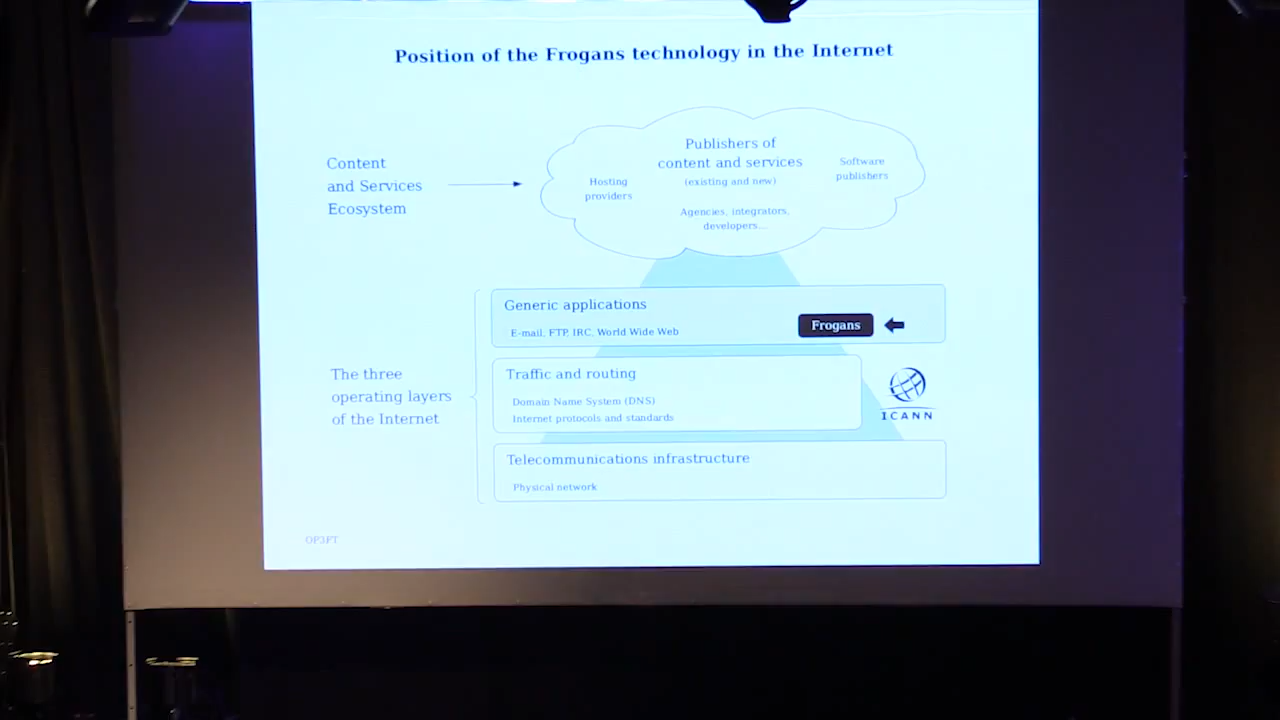 Position of the Frogans technology in the Internet
Content
and Services
Ecosystem
Publishers of
content and services
(existing and new)
Hosting
providers
Software
publishers
Agencies, integrators,
developers...
The three
operating layers
of the Internet
Generic applications
E-mail, FTP, IRC, World Wide Web
Frogans
Traffic and routing
Domain Name System (DNS)
Internet protocols and standards
ICANN
Telecommunications infrastructure
Physical network
OP3FT